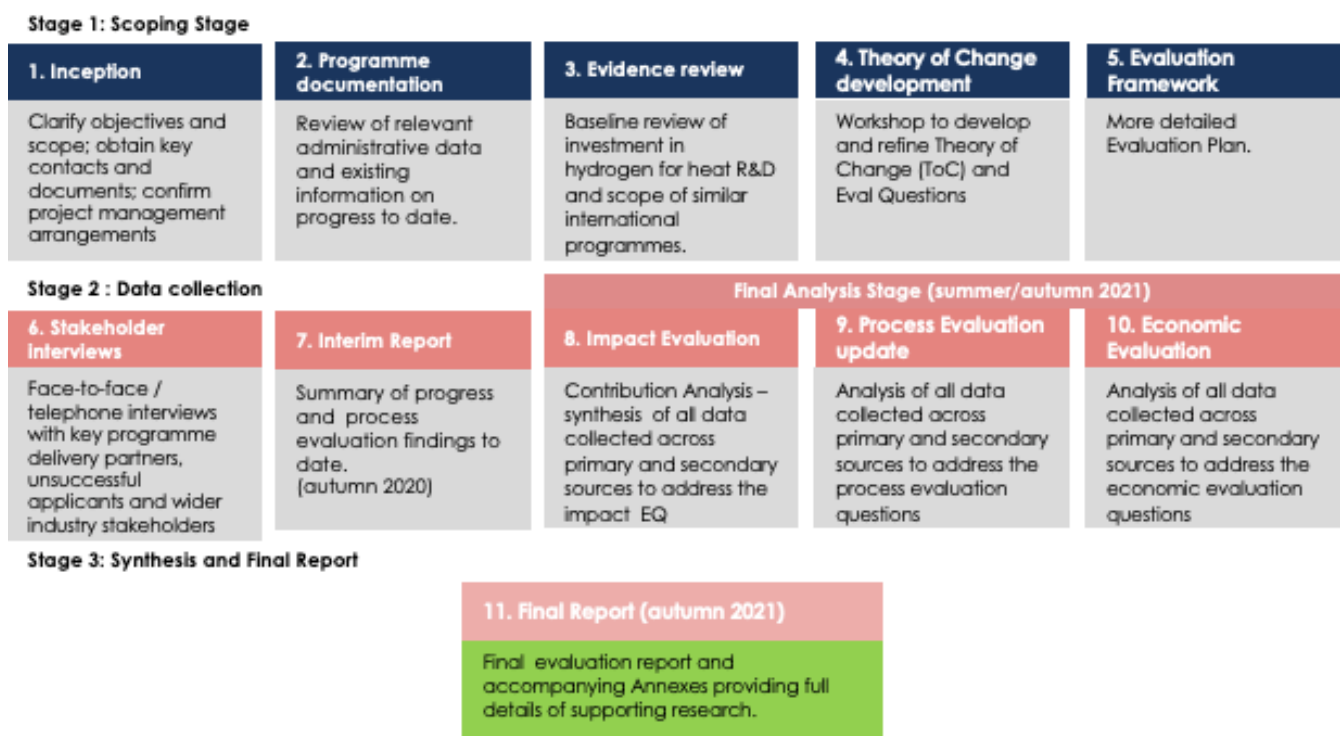 Stage 1: Scoping Stage
1. Inception
Clarify objectives and
scope; obtain key
contacts and
documents; confirm
project management
arrangements
2. Programme
documentation
Review of relevant
administrative data
and existing
information on
progress to date.
3. Evidence review
Baseline review of
investment in
hydrogen for heat R&D
and scope of similar
international
programmes.
4. Theory of Change
development
Workshop to develop
and refine Theory of
Change (ToC) and
Eval Questions
5. Evaluation
Framework
More detailed
Evaluation Plan.
Stage 2 : Data collection
Final Analysis Stage (summer/autumn 2021)
6. Stakeholder
interviews
Face-to-face /
telephone interviews
with key programme
delivery partners,
unsuccessful
applicants and wider
industry stakeholders
7. Interim Report
Summary of progress
and process
evaluation findings to
date.
(autumn 2020)
8. Impact Evaluation
Contribution Analysis –
synthesis of all data
collected across
primary and secondary
sources to address the
impact EQ
9. Process Evaluation
update
Analysis of all data
collected across
primary and secondary
sources to address the
process evaluation
questions
10. Economic
Evaluation
Analysis of all data
collected across
primary and secondary
sources to address the
economic evaluation
questions
Stage 3: Synthesis and Final Report
11. Final Report (autumn 2021)
Final evaluation report and
accompanying Annexes providing full
details of supporting research.